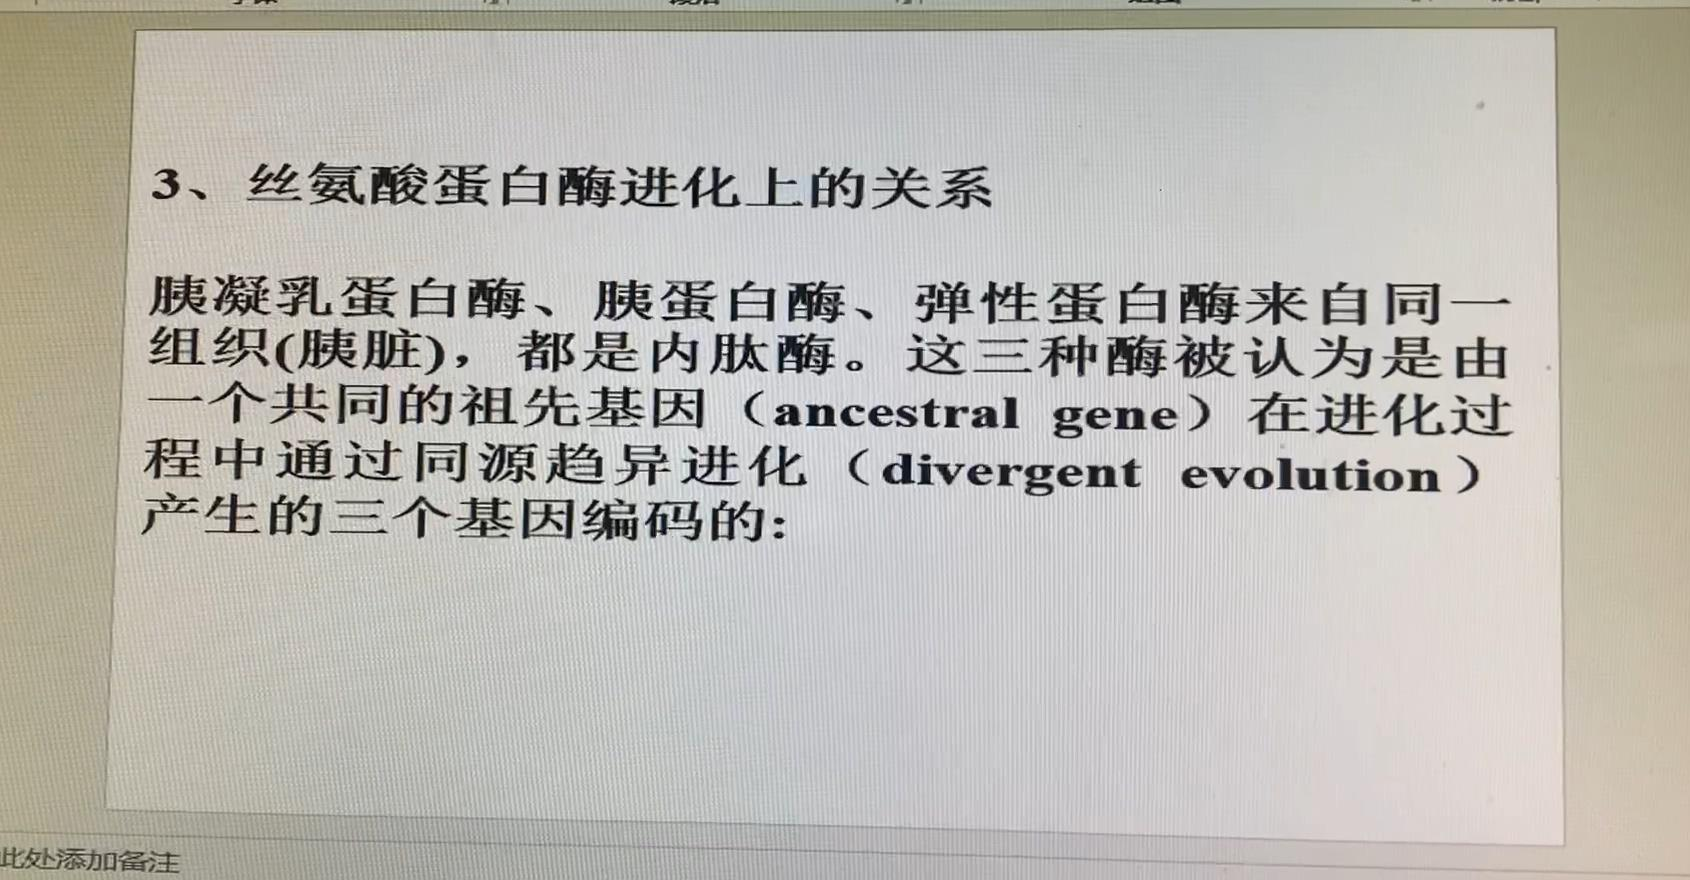 3、丝氨酸蛋白酶进化上的关系
胰凝乳蛋白酶、胰蛋白酶、弹性蛋白酶来自同一
组织(胰脏)，都是内肽酶。这三种酶被认为是由
一个共同的祖先基因（ancestral gene）在进化过
程中通过同源趋异进化（divergent evolution）
产生的三个基因编码的:
此处添加备注